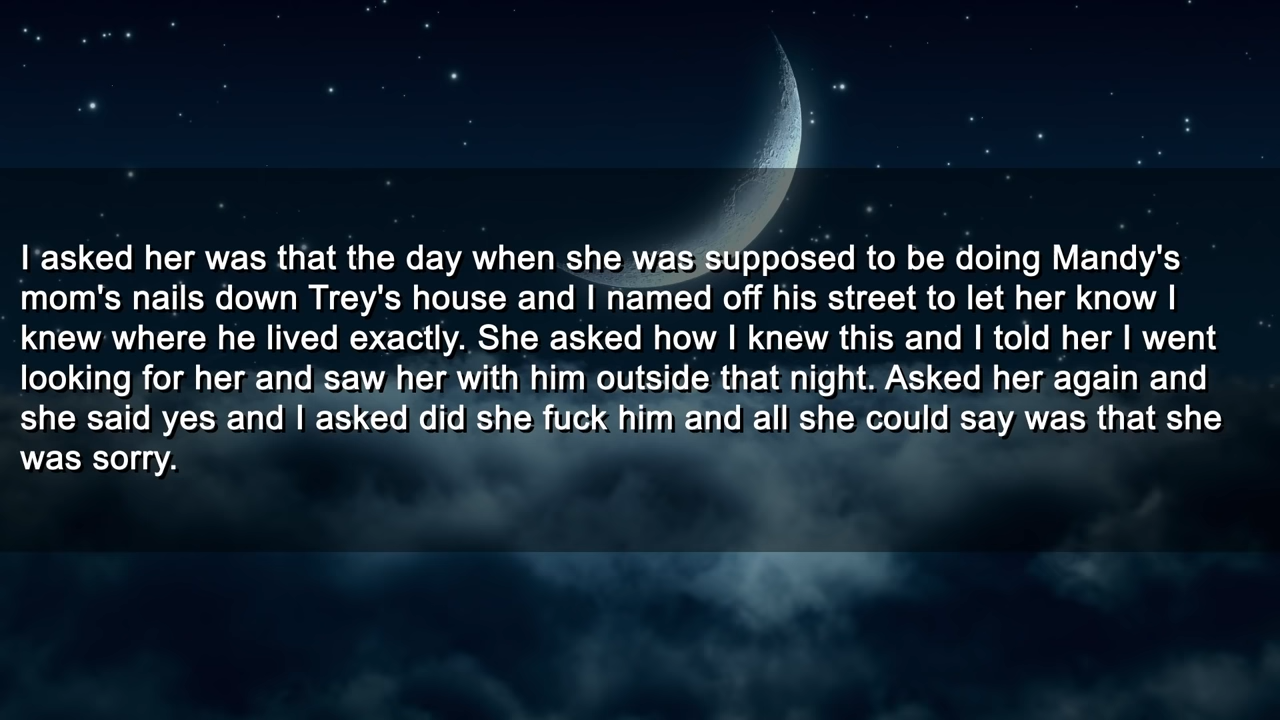 I asked her was that the day when she was supposed to be doing Mandy's
mom's nails down Trey's house and I named off his street to let her know I
knew where he lived exactly. She asked how I knew this and I told her I went
looking for her and saw her with him outside that night. Asked her again and
she said yes and I asked did she fuck him and all she could say was that she
was sorry.